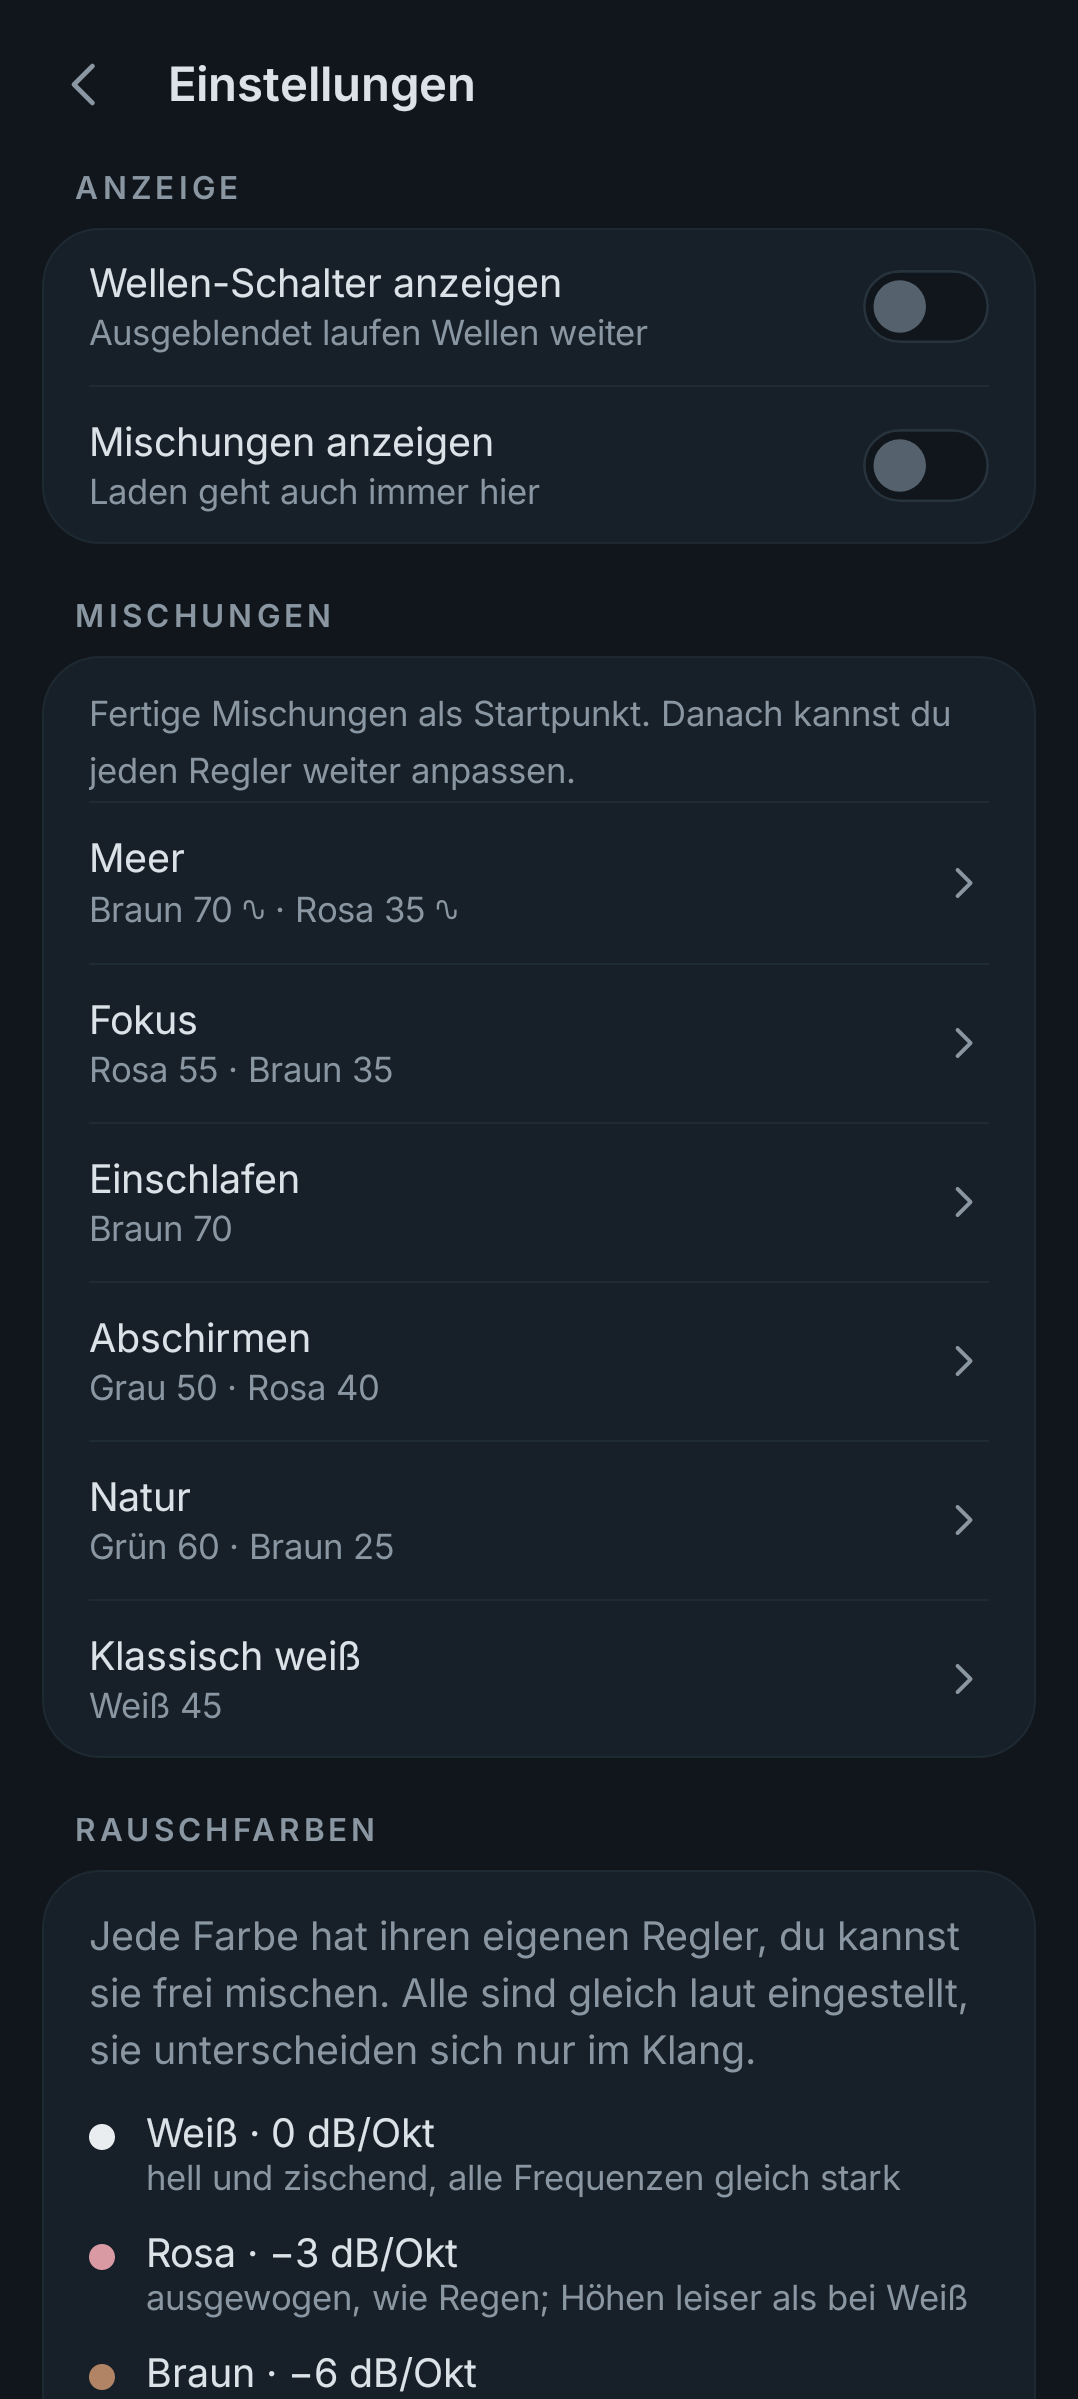 Einstellungen
ANZEIGE
Wellen-Schalter anzeigen
Ausgeblendet laufen Wellen weiter
Mischungen anzeigen
Laden geht auch immer hier
MISCHUNGEN
Fertige Mischungen als Startpunkt. Danach kannst du
jeden Regler weiter anpassen.
Meer
Braun 70 ∿ · Rosa 35 ∿
Fokus
Rosa 55 · Braun 35
Einschlafen
Braun 70
Abschirmen
Grau 50 · Rosa 40
Natur
Grün 60 · Braun 25
Klassisch weiß
Weiß 45
RAUSCHFARBEN
Jede Farbe hat ihren eigenen Regler, du kannst
sie frei mischen. Alle sind gleich laut eingestellt,
sie unterscheiden sich nur im Klang.
Weiß · 0 dB/Okt
hell und zischend, alle Frequenzen gleich stark
Rosa · −3 dB/Okt
ausgewogen, wie Regen; Höhen leiser als bei Weiß
Braun · −6 dB/Okt